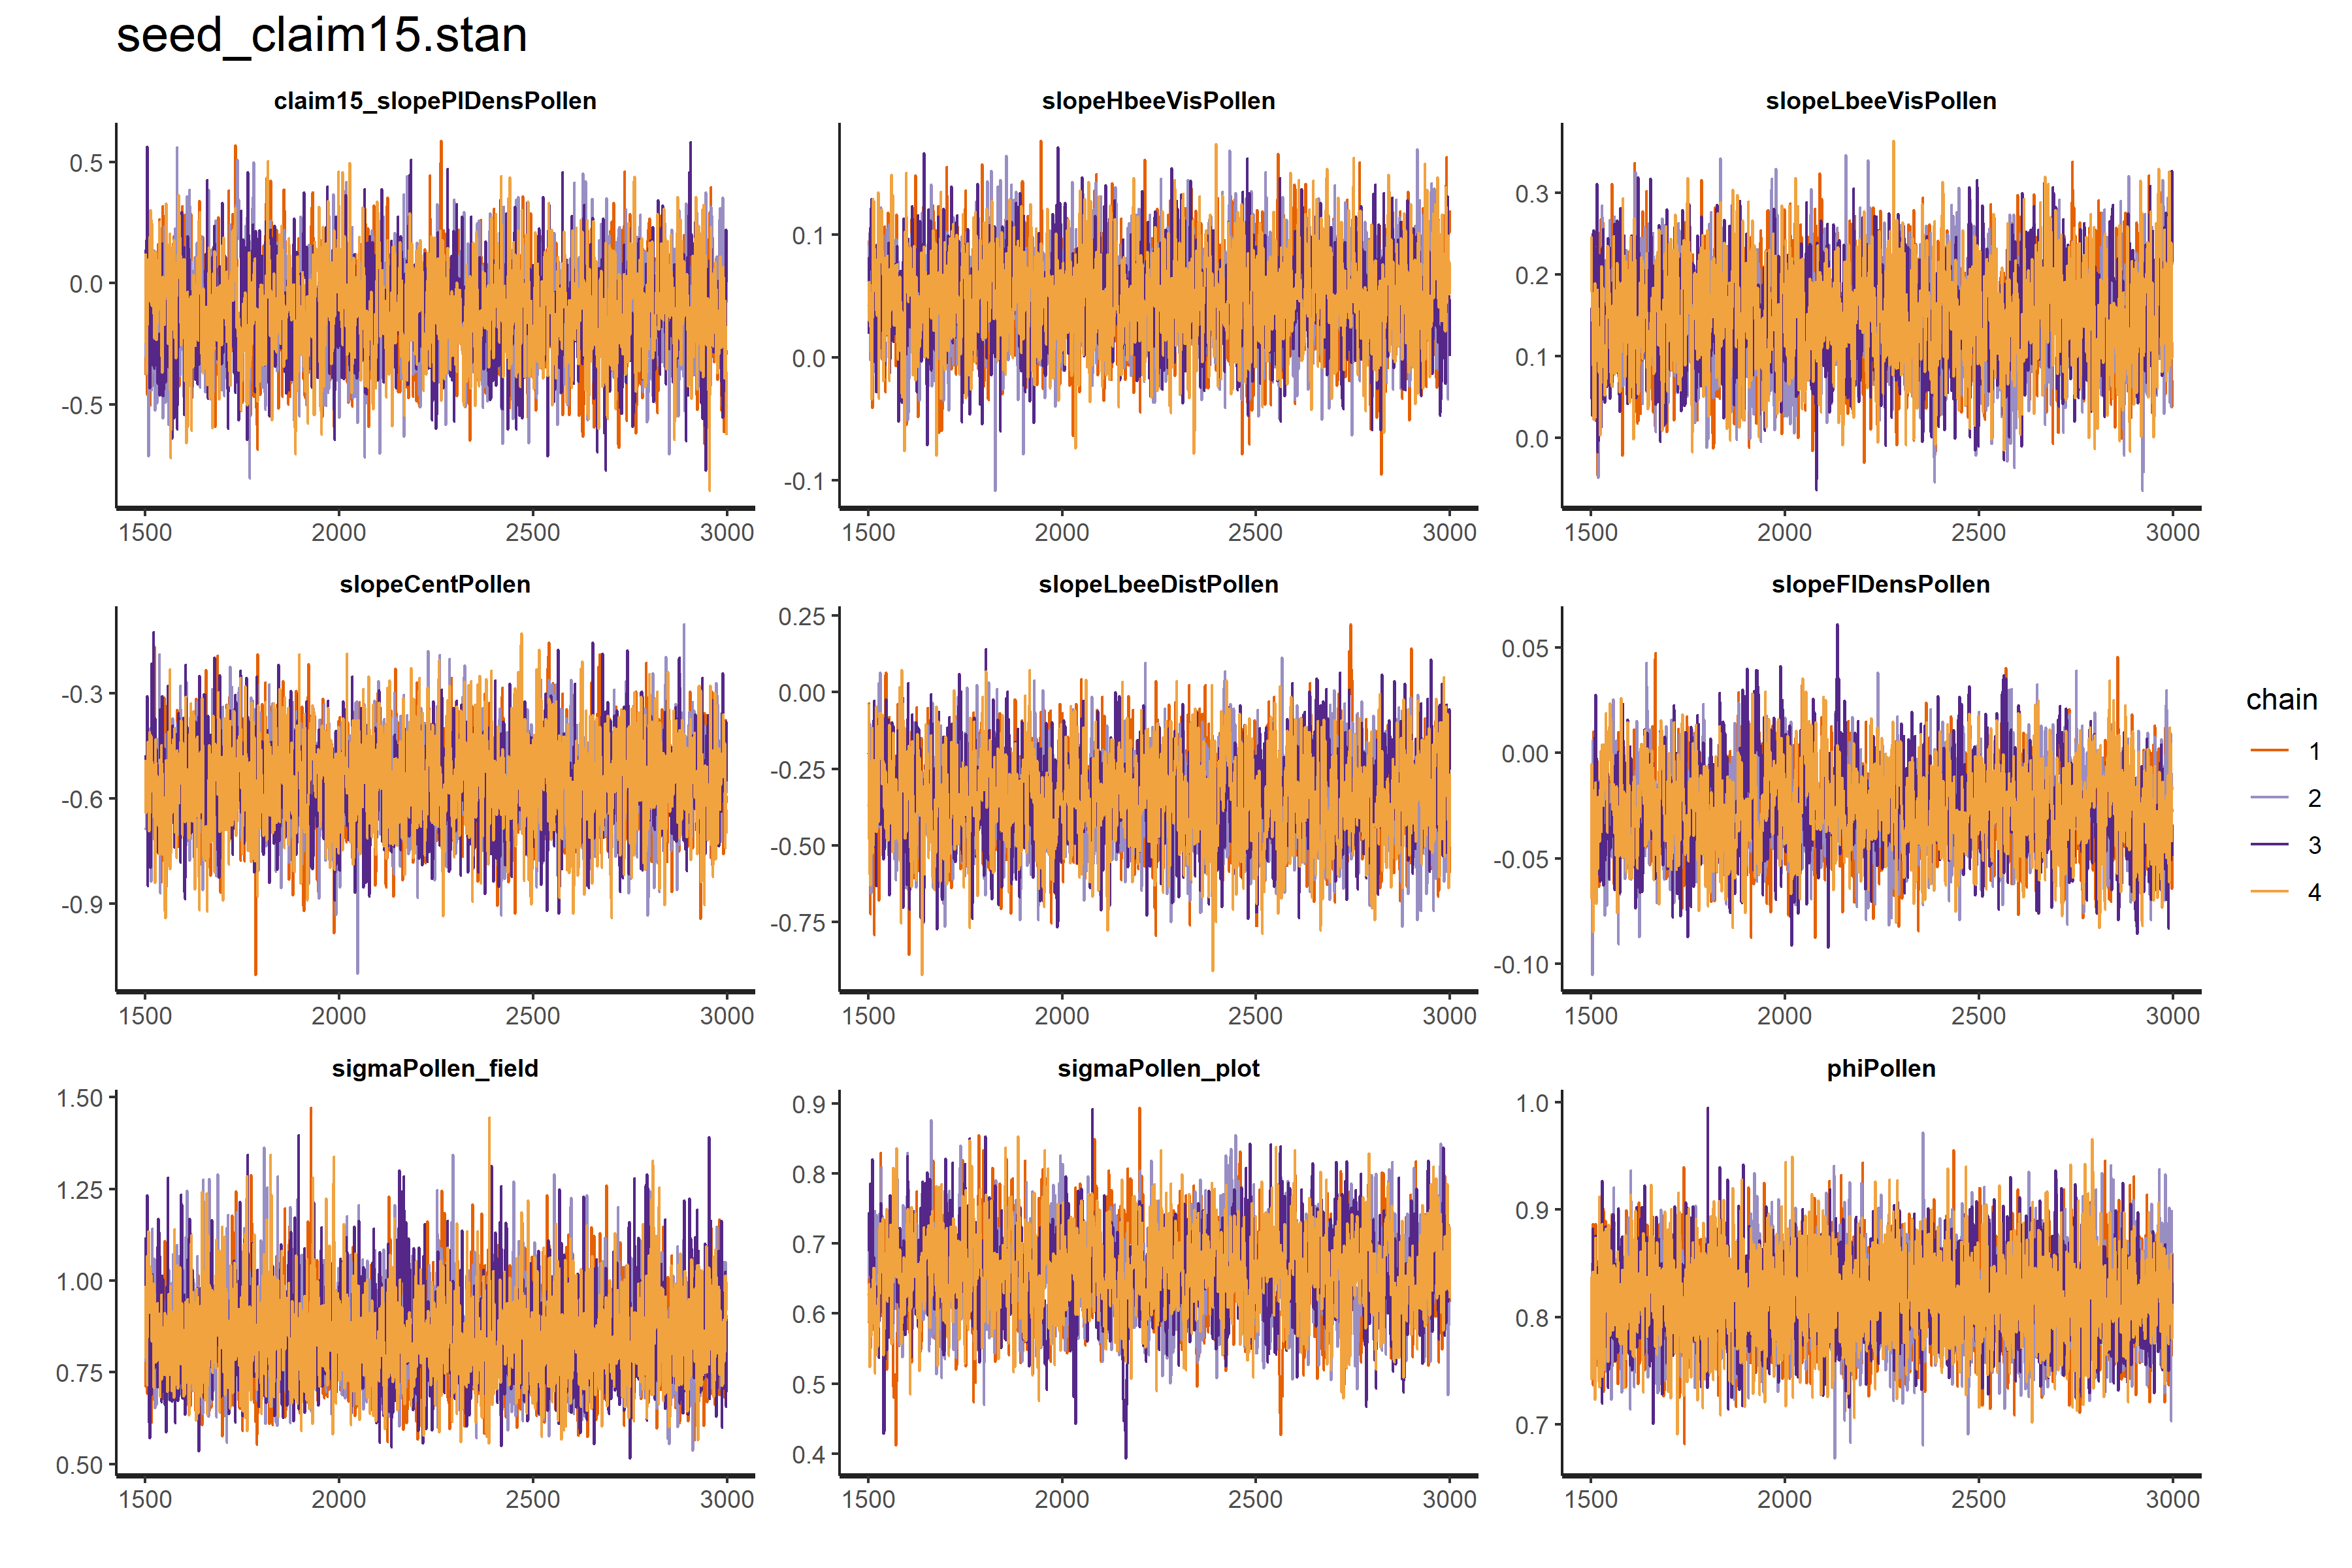 seed_claim15.stan
claim15_slopePlDensPollen slopeHbeeVisPollen slopeLbeeVisPollen
0.5
0.0
-0.5
1500 2000 2500 3000
0.1
0.0
-0.1
1500 2000 2500 3000
0.3
0.2
0.1
0.0
1500 2000 2500 3000
slopeCentPollen slopeLbeeDistPollen slopeFlDensPollen
-0.3
-0.6
-0.9
1500 2000 2500 3000
0.25
0.00
-0.25
-0.50
-0.75
1500 2000 2500 3000
0.05
0.00
-0.05
-0.10
1500 2000 2500 3000
sigmaPollen_field sigmaPollen_plot phiPollen
1.50
1.25
1.00
0.75
0.50
1500 2000 2500 3000
0.9
0.8
0.7
0.6
0.5
0.4
1500 2000 2500 3000
1.0
0.9
0.8
0.7
1500 2000 2500 3000
chain
1
2
3
4